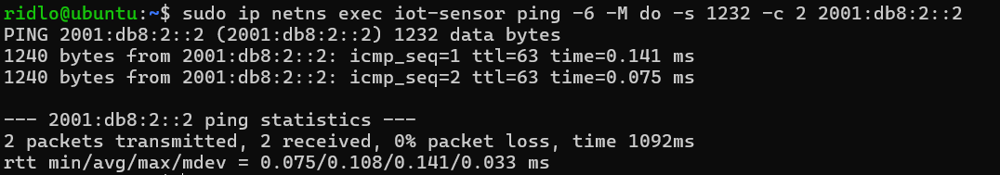 ridlo@ubuntu:~$ sudo ip netns exec iot-sensor ping -6 -M do -s 1232 -c 2 2001:db8:2::2
PING 2001:db8:2::2 (2001:db8:2::2) 1232 data bytes
1240 bytes from 2001:db8:2::2: icmp_seq=1 ttl=63 time=0.141 ms
1240 bytes from 2001:db8:2::2: icmp_seq=2 ttl=63 time=0.075 ms

--- 2001:db8:2::2 ping statistics ---
2 packets transmitted, 2 received, 0% packet loss, time 1092ms
rtt min/avg/max/mdev = 0.075/0.108/0.141/0.033 ms